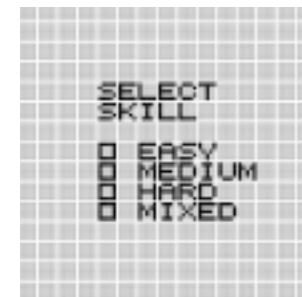 SELECT
SKILL
□ EASY
□ MEDIUM
□ HARD
□ MIXED